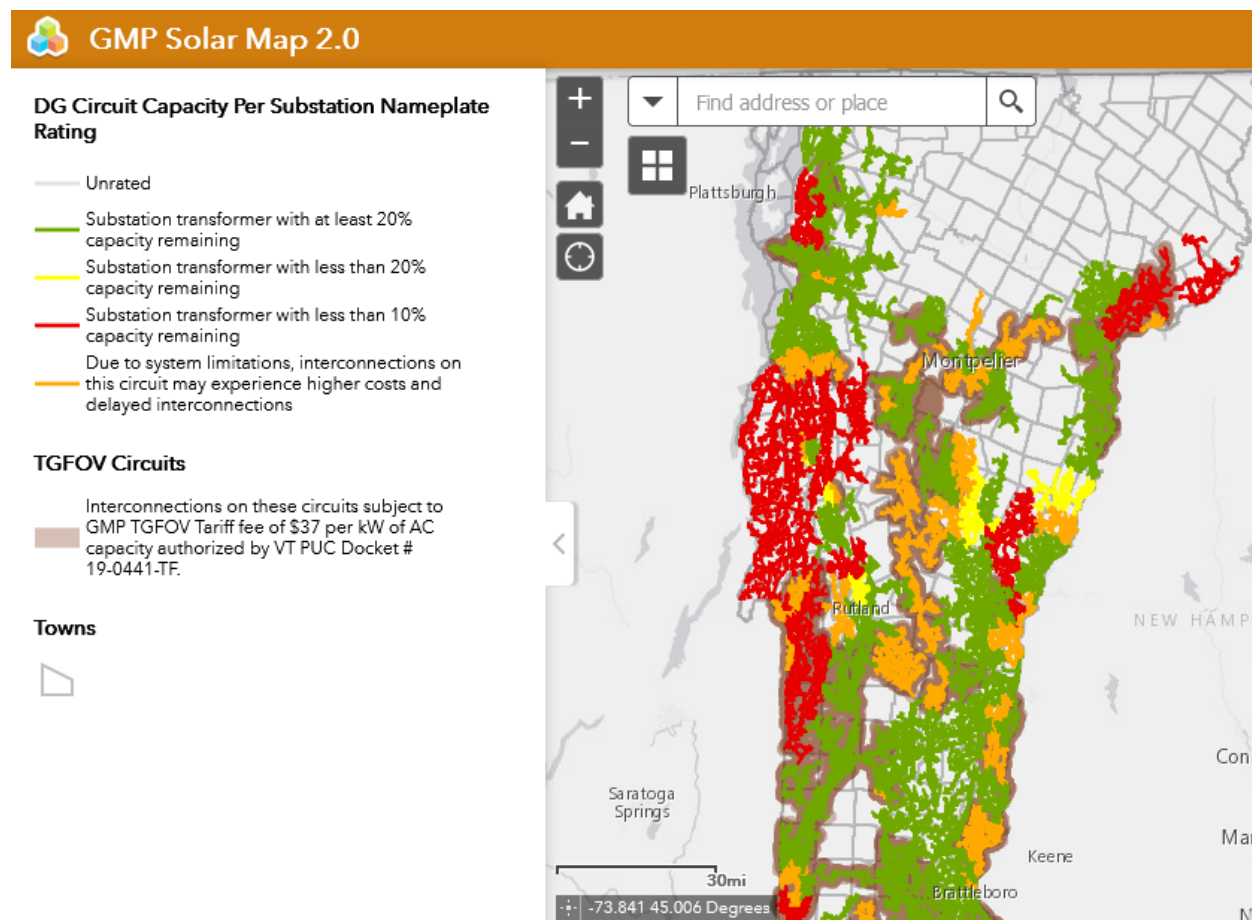 GMP Solar Map 2.0
DG Circuit Capacity Per Substation Nameplate
Rating
Unrated
Substation transformer with at least 20%
capacity remaining
Substation transformer with less than 20%
capacity remaining
Substation transformer with less than 10%
capacity remaining
Due to system limitations, interconnections on
this circuit may experience higher costs and
delayed interconnections
TGFOV Circuits
Interconnections on these circuits subject to
GMP TGFOV Tariff fee of $37 per kW of AC
capacity authorized by VT PUC Docket #
19-0441-TF.
Towns
+
−
Find address or place
Plattsburgh
Montpelier
Rutland
NEW HAMP
Con
Saratoga
Springs
Mar
Keene
30mi
Brattleboro
-73.841 45.006 Degrees
N